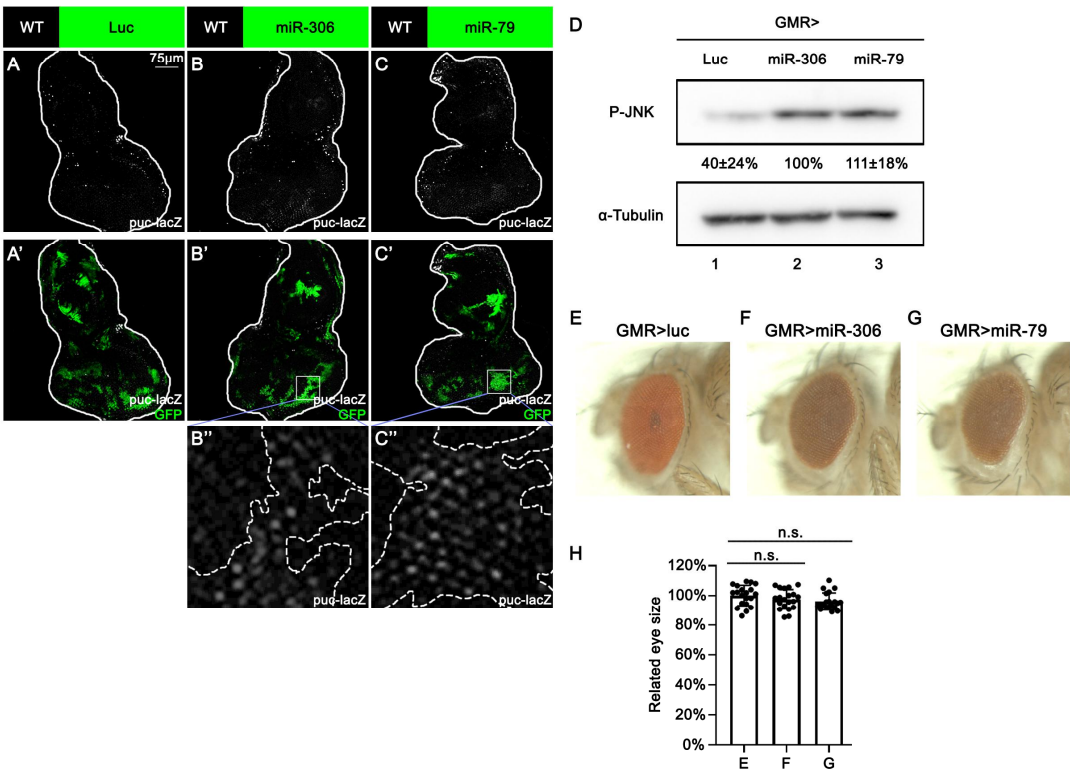 WT Luc WT miR-306 WT miR-79
A 75μm B C
puc-lacZ puc-lacZ puc-lacZ
A' B' C'
puc-lacZ puc-lacZ puc-lacZ
GFP GFP GFP
B'' C''
puc-lacZ puc-lacZ
D GMR>
Luc miR-306 miR-79
P-JNK
40±24% 100% 111±18%
α-Tubulin
1 2 3
E GMR>luc F GMR>miR-306 G GMR>miR-79
H
n.s.
n.s.
Related eye size
120%
100%
80%
60%
40%
20%
0%
E F G